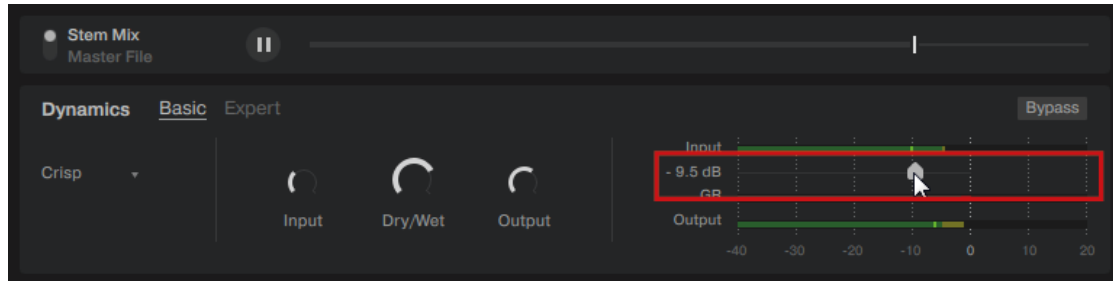 Stem Mix
Master File
Dynamics Basic Expert Bypass
Crisp
Input Dry/Wet Output
Input
- 9.5 dB
GR
Output
-40 -30 -20 -10 0 10 20